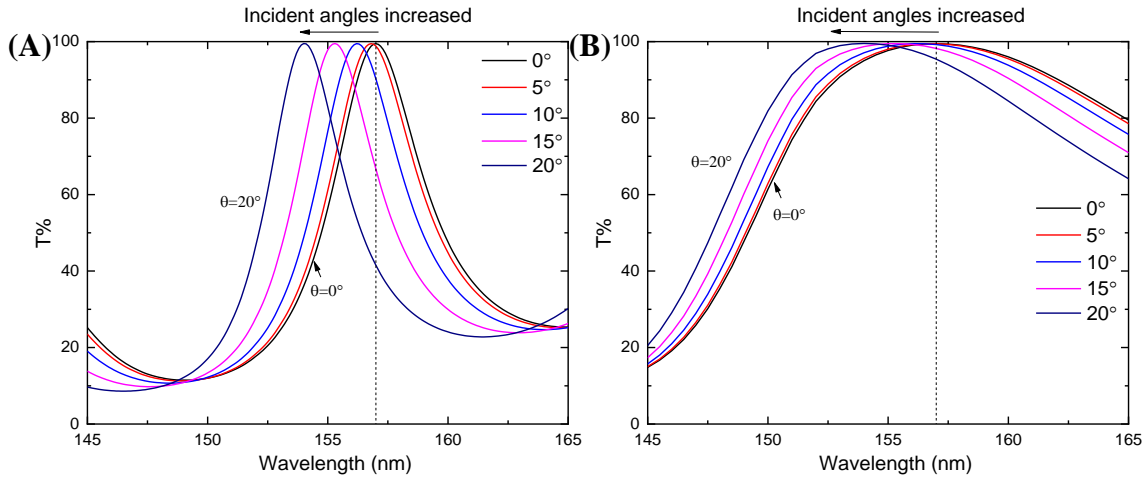 Incident angles increased
(A)
100
80
60
40
20
0
T%
145
150
155
160
165
Wavelength (nm)
0°
5°
10°
15°
20°
θ=20°
θ=0°
Incident angles increased
(B)
100
80
60
40
20
0
T%
145
150
155
160
165
Wavelength (nm)
θ=20°
θ=0°
0°
5°
10°
15°
20°